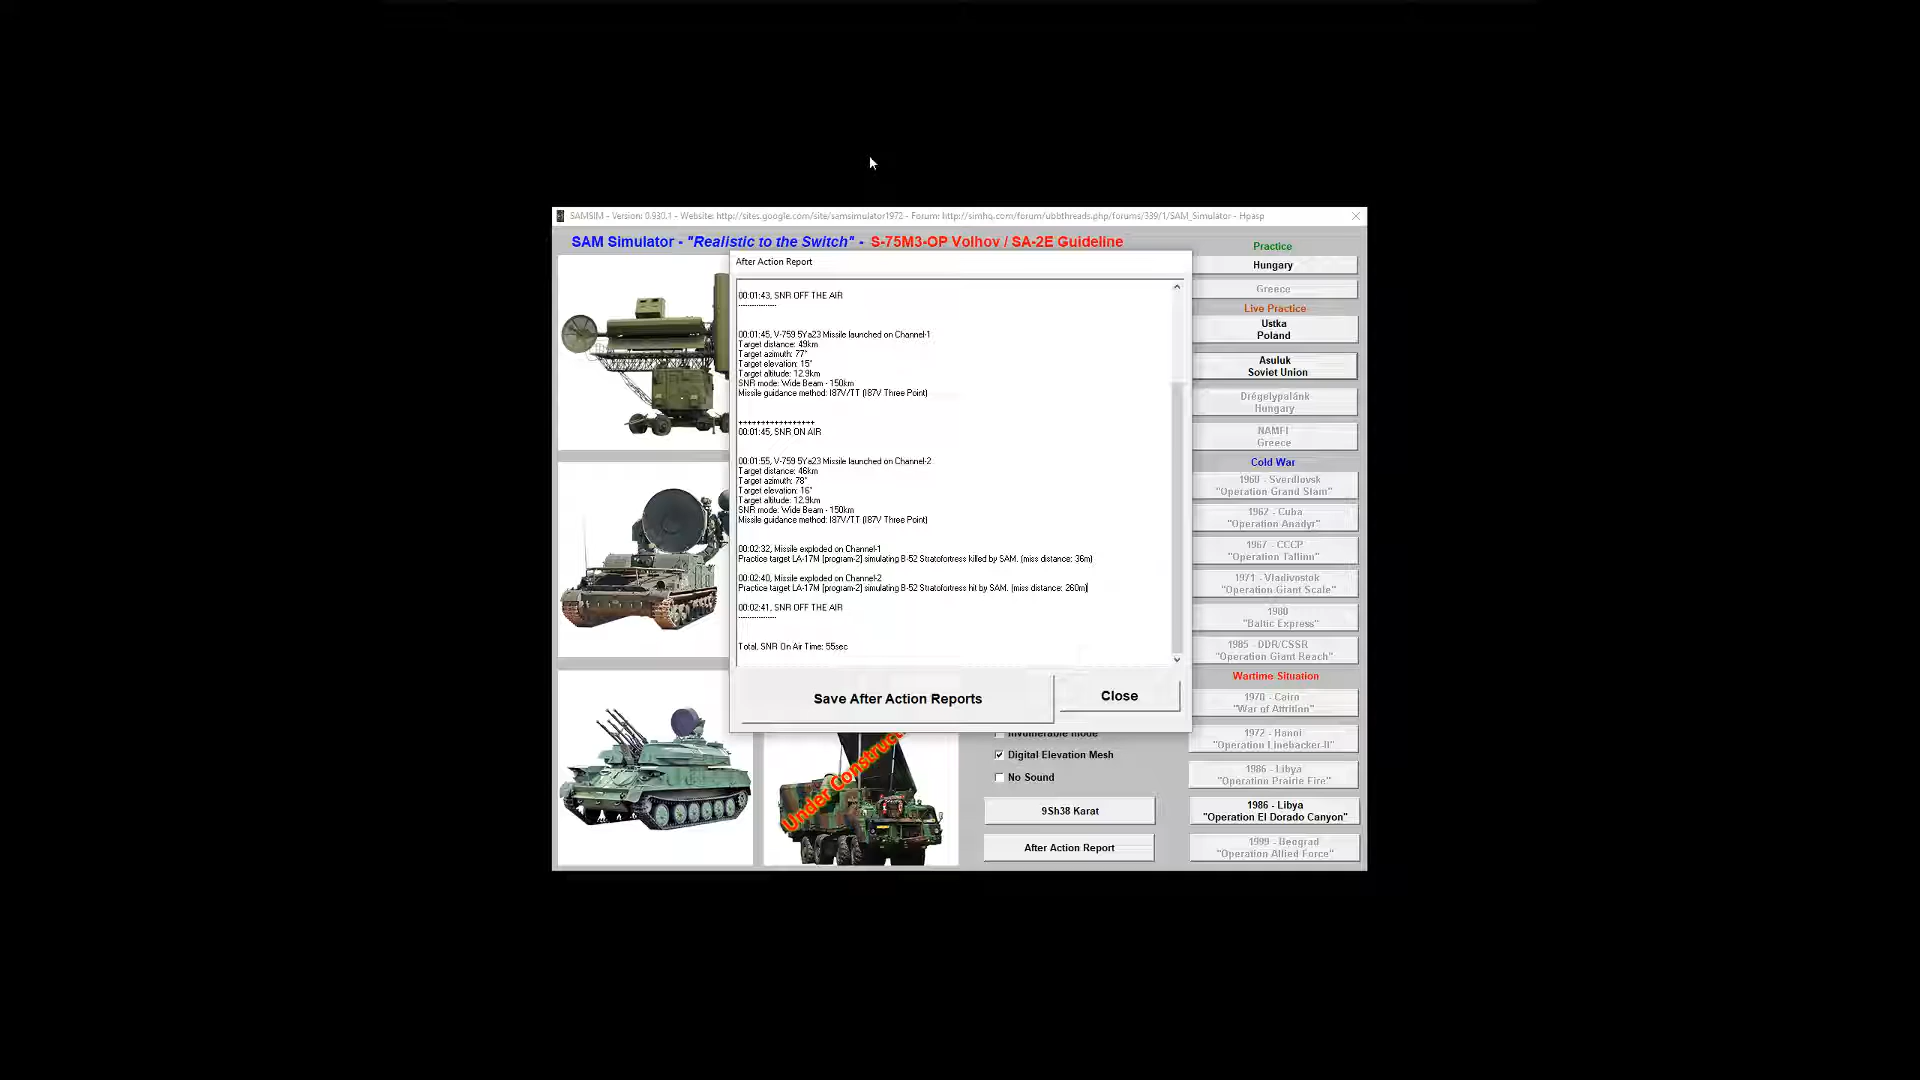 SAMSIM - Version: 0.930.1 - Website: http://sites.google.com/site/samsimulator1972 - Forum: http://simhq.com/forum/ubbthreads.php/forums/339/1/SAM_Simulator - Hpasp
SAM Simulator - "Realistic to the Switch" - S-75M3-OP Volhov / SA-2E Guideline
After Action Report
00:01:43, SNR OFF THE AIR
----------------
00:01:45, V-759 5Ya23 Missile launched on Channel-1
Target distance: 49km
Target azimuth: 77°
Target elevation: 15°
Target altitude: 12.9km
SNR mode: Wide Beam - 150km
Missile guidance method: I87V/TT (I87V Three Point)
+++++++++++++++++
00:01:45, SNR ON AIR
00:01:55, V-759 5Ya23 Missile launched on Channel-2
Target distance: 46km
Target azimuth: 78°
Target elevation: 16°
Target altitude: 12.9km
SNR mode: Wide Beam - 150km
Missile guidance method: I87V/TT (I87V Three Point)
00:02:32, Missile exploded on Channel-1
Practice target LA-17M [program-2] simulating B-52 Stratofortress killed by SAM. (miss distance: 36m)
00:02:40, Missile exploded on Channel-2
Practice target LA-17M [program-2] simulating B-52 Stratofortress hit by SAM. (miss distance: 260m)
00:02:41, SNR OFF THE AIR
----------------
Total, SNR On Air Time: 55sec
Save After Action Reports
Close
Invulnerable mode
Digital Elevation Mesh
No Sound
9Sh38 Karat
After Action Report
Under Construct
Practice
Hungary
Greece
Live Practice
Ustka
Poland
Asuluk
Soviet Union
Drégelypalánk
Hungary
NAMFI
Greece
Cold War
1960 - Sverdlovsk
"Operation Grand Slam"
1962 - Cuba
"Operation Anadyr"
1967 - CCCP
"Operation Tallinn"
1971 - Vladivostok
"Operation Giant Scale"
1980
"Baltic Express"
1985 - DDR/CSSR
"Operation Giant Reach"
Wartime Situation
1970 - Cairo
"War of Attrition"
1972 - Hanoi
"Operation Linebacker-II"
1986 - Libya
"Operation Prairie Fire"
1986 - Libya
"Operation El Dorado Canyon"
1999 - Beograd
"Operation Allied Force"